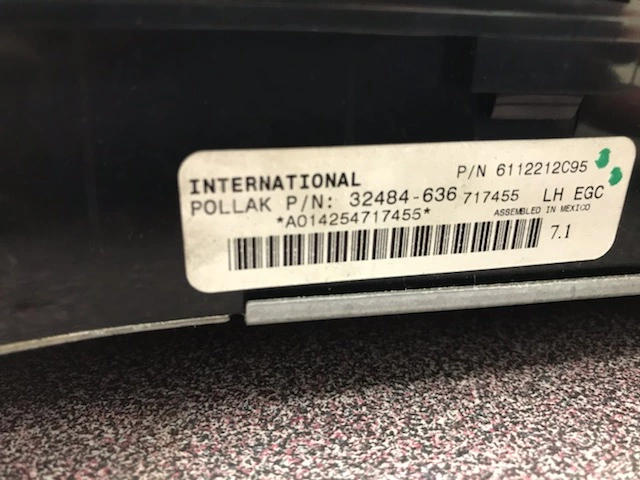 P/N 6112212C95
INTERNATIONAL
POLLAK P/N: 32484-636 717455 LH EGC
ASSEMBLED IN MEXICO
*A014254717455*
7.1